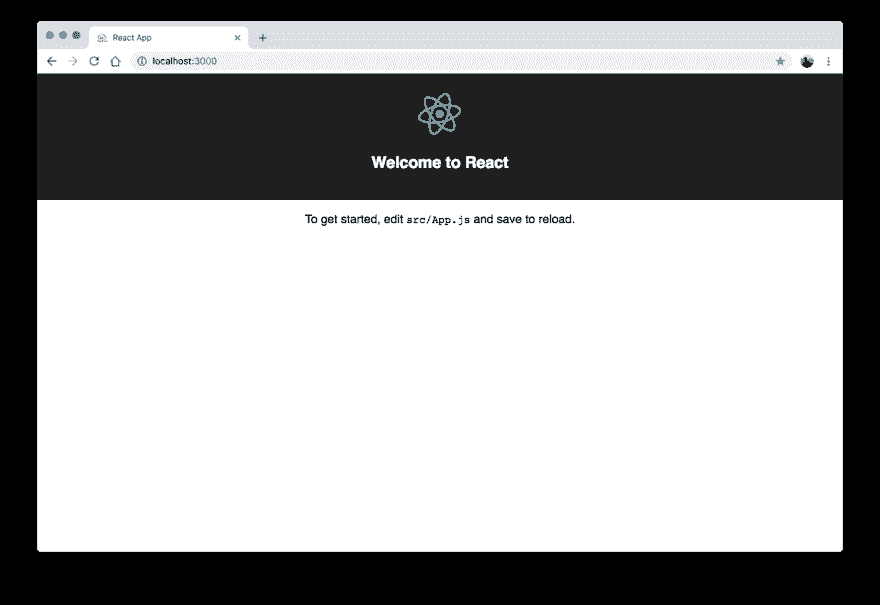 React App
localhost:3000
Welcome to React
To get started, edit src/App.js and save to reload.